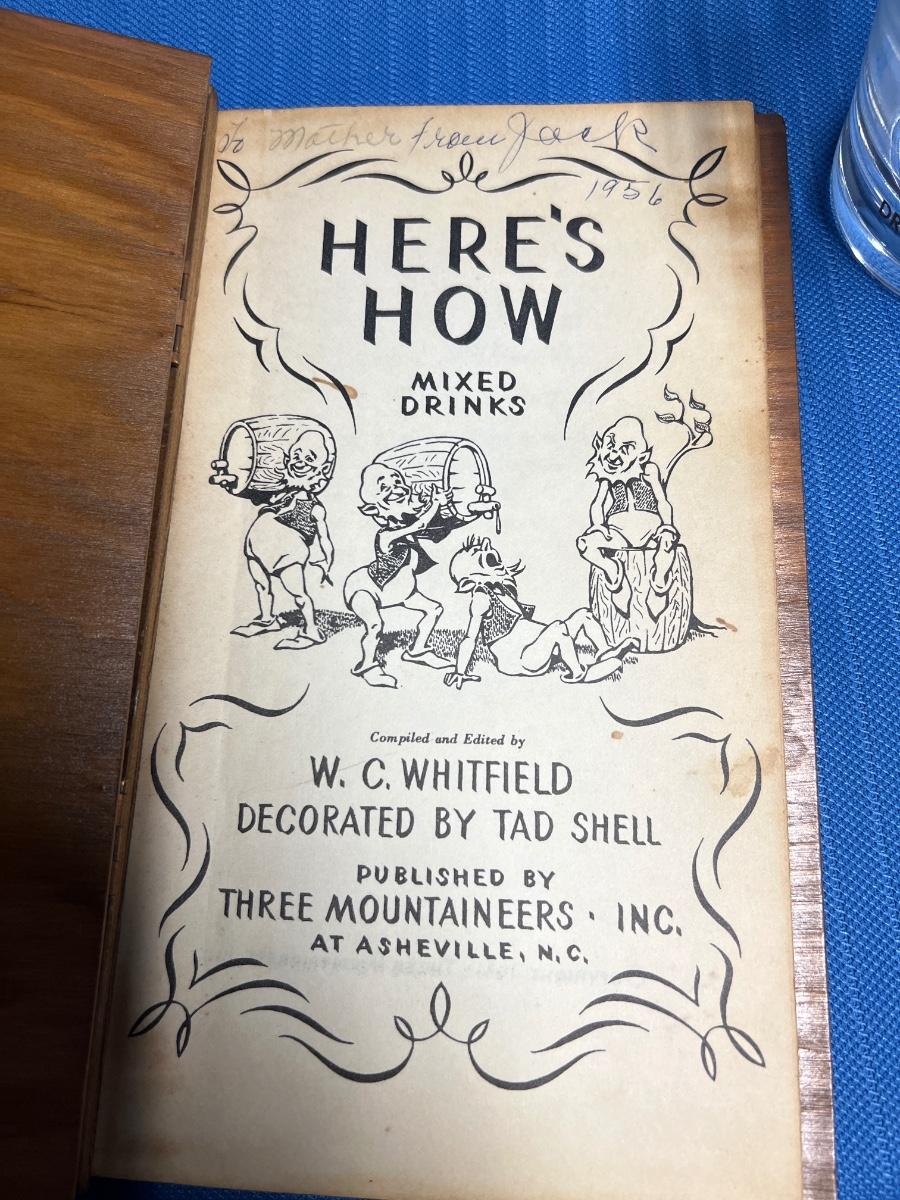 To Mother from Jack
1956
HERE'S
HOW
MIXED
DRINKS
Compiled and Edited by
W. C. WHITFIELD
DECORATED BY TAD SHELL
PUBLISHED BY
THREE MOUNTAINEERS · INC.
AT ASHEVILLE, N.C.
DR